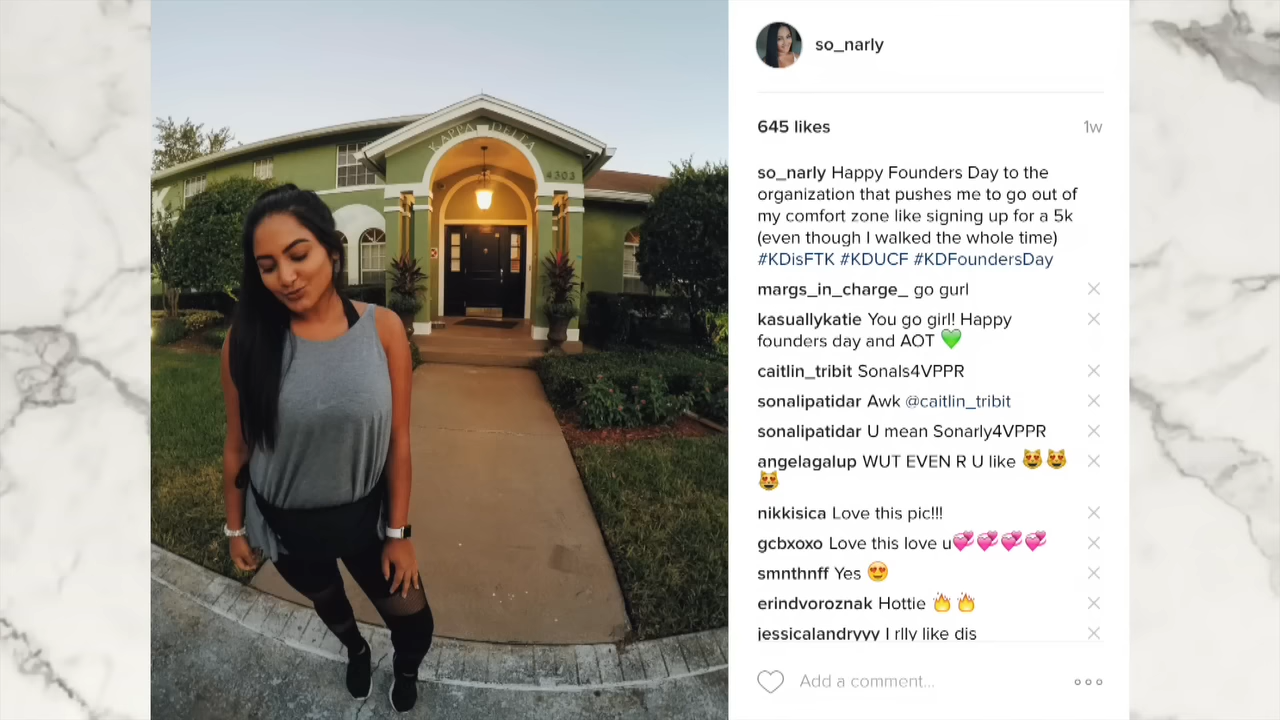 KAPPA DELTA
4303
so_narly
645 likes
1w
so_narly Happy Founders Day to the
organization that pushes me to go out of
my comfort zone like signing up for a 5k
(even though I walked the whole time)
#KDisFTK #KDUCF #KDFoundersDay
margs_in_charge_ go gurl
kasuallykatie You go girl! Happy
founders day and AOT 💚
caitlin_tribit Sonals4VPPR
sonalipatidar Awk @caitlin_tribit
sonalipatidar U mean Sonarly4VPPR
angelagalup WUT EVEN R U like 😻😻
😻
nikkisica Love this pic!!!
gcbxoxo Love this love u💞💞💞💞
smnthnff Yes 😍
erindvoroznak Hottie 🔥🔥
jessicalandryyy I rlly like dis
Add a comment...